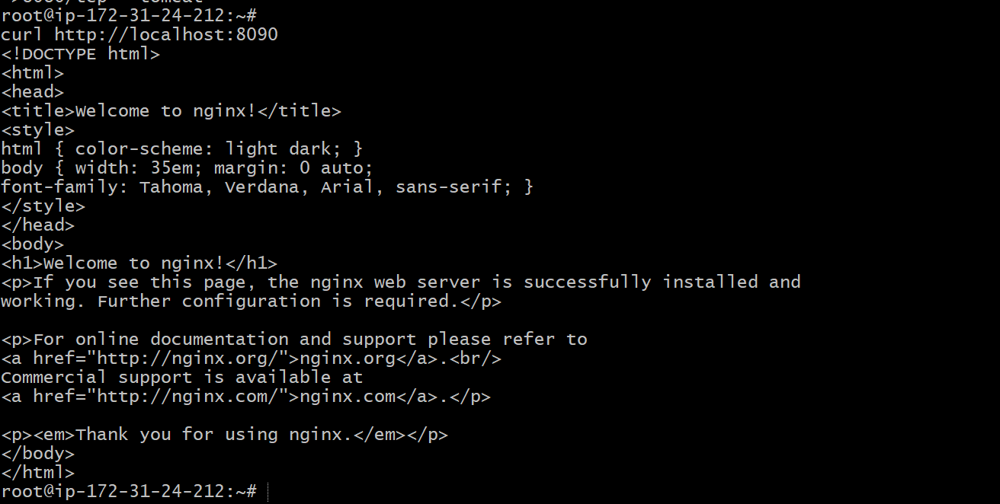 root@ip-172-31-24-212:~#
curl http://localhost:8090
<!DOCTYPE html>
<html>
<head>
<title>Welcome to nginx!</title>
<style>
html { color-scheme: light dark; }
body { width: 35em; margin: 0 auto;
font-family: Tahoma, Verdana, Arial, sans-serif; }
</style>
</head>
<body>
<h1>Welcome to nginx!</h1>
<p>If you see this page, the nginx web server is successfully installed and
working. Further configuration is required.</p>

<p>For online documentation and support please refer to
<a href="http://nginx.org/">nginx.org</a>.<br/>
Commercial support is available at
<a href="http://nginx.com/">nginx.com</a>.</p>

<p><em>Thank you for using nginx.</em></p>
</body>
</html>
root@ip-172-31-24-212:~#